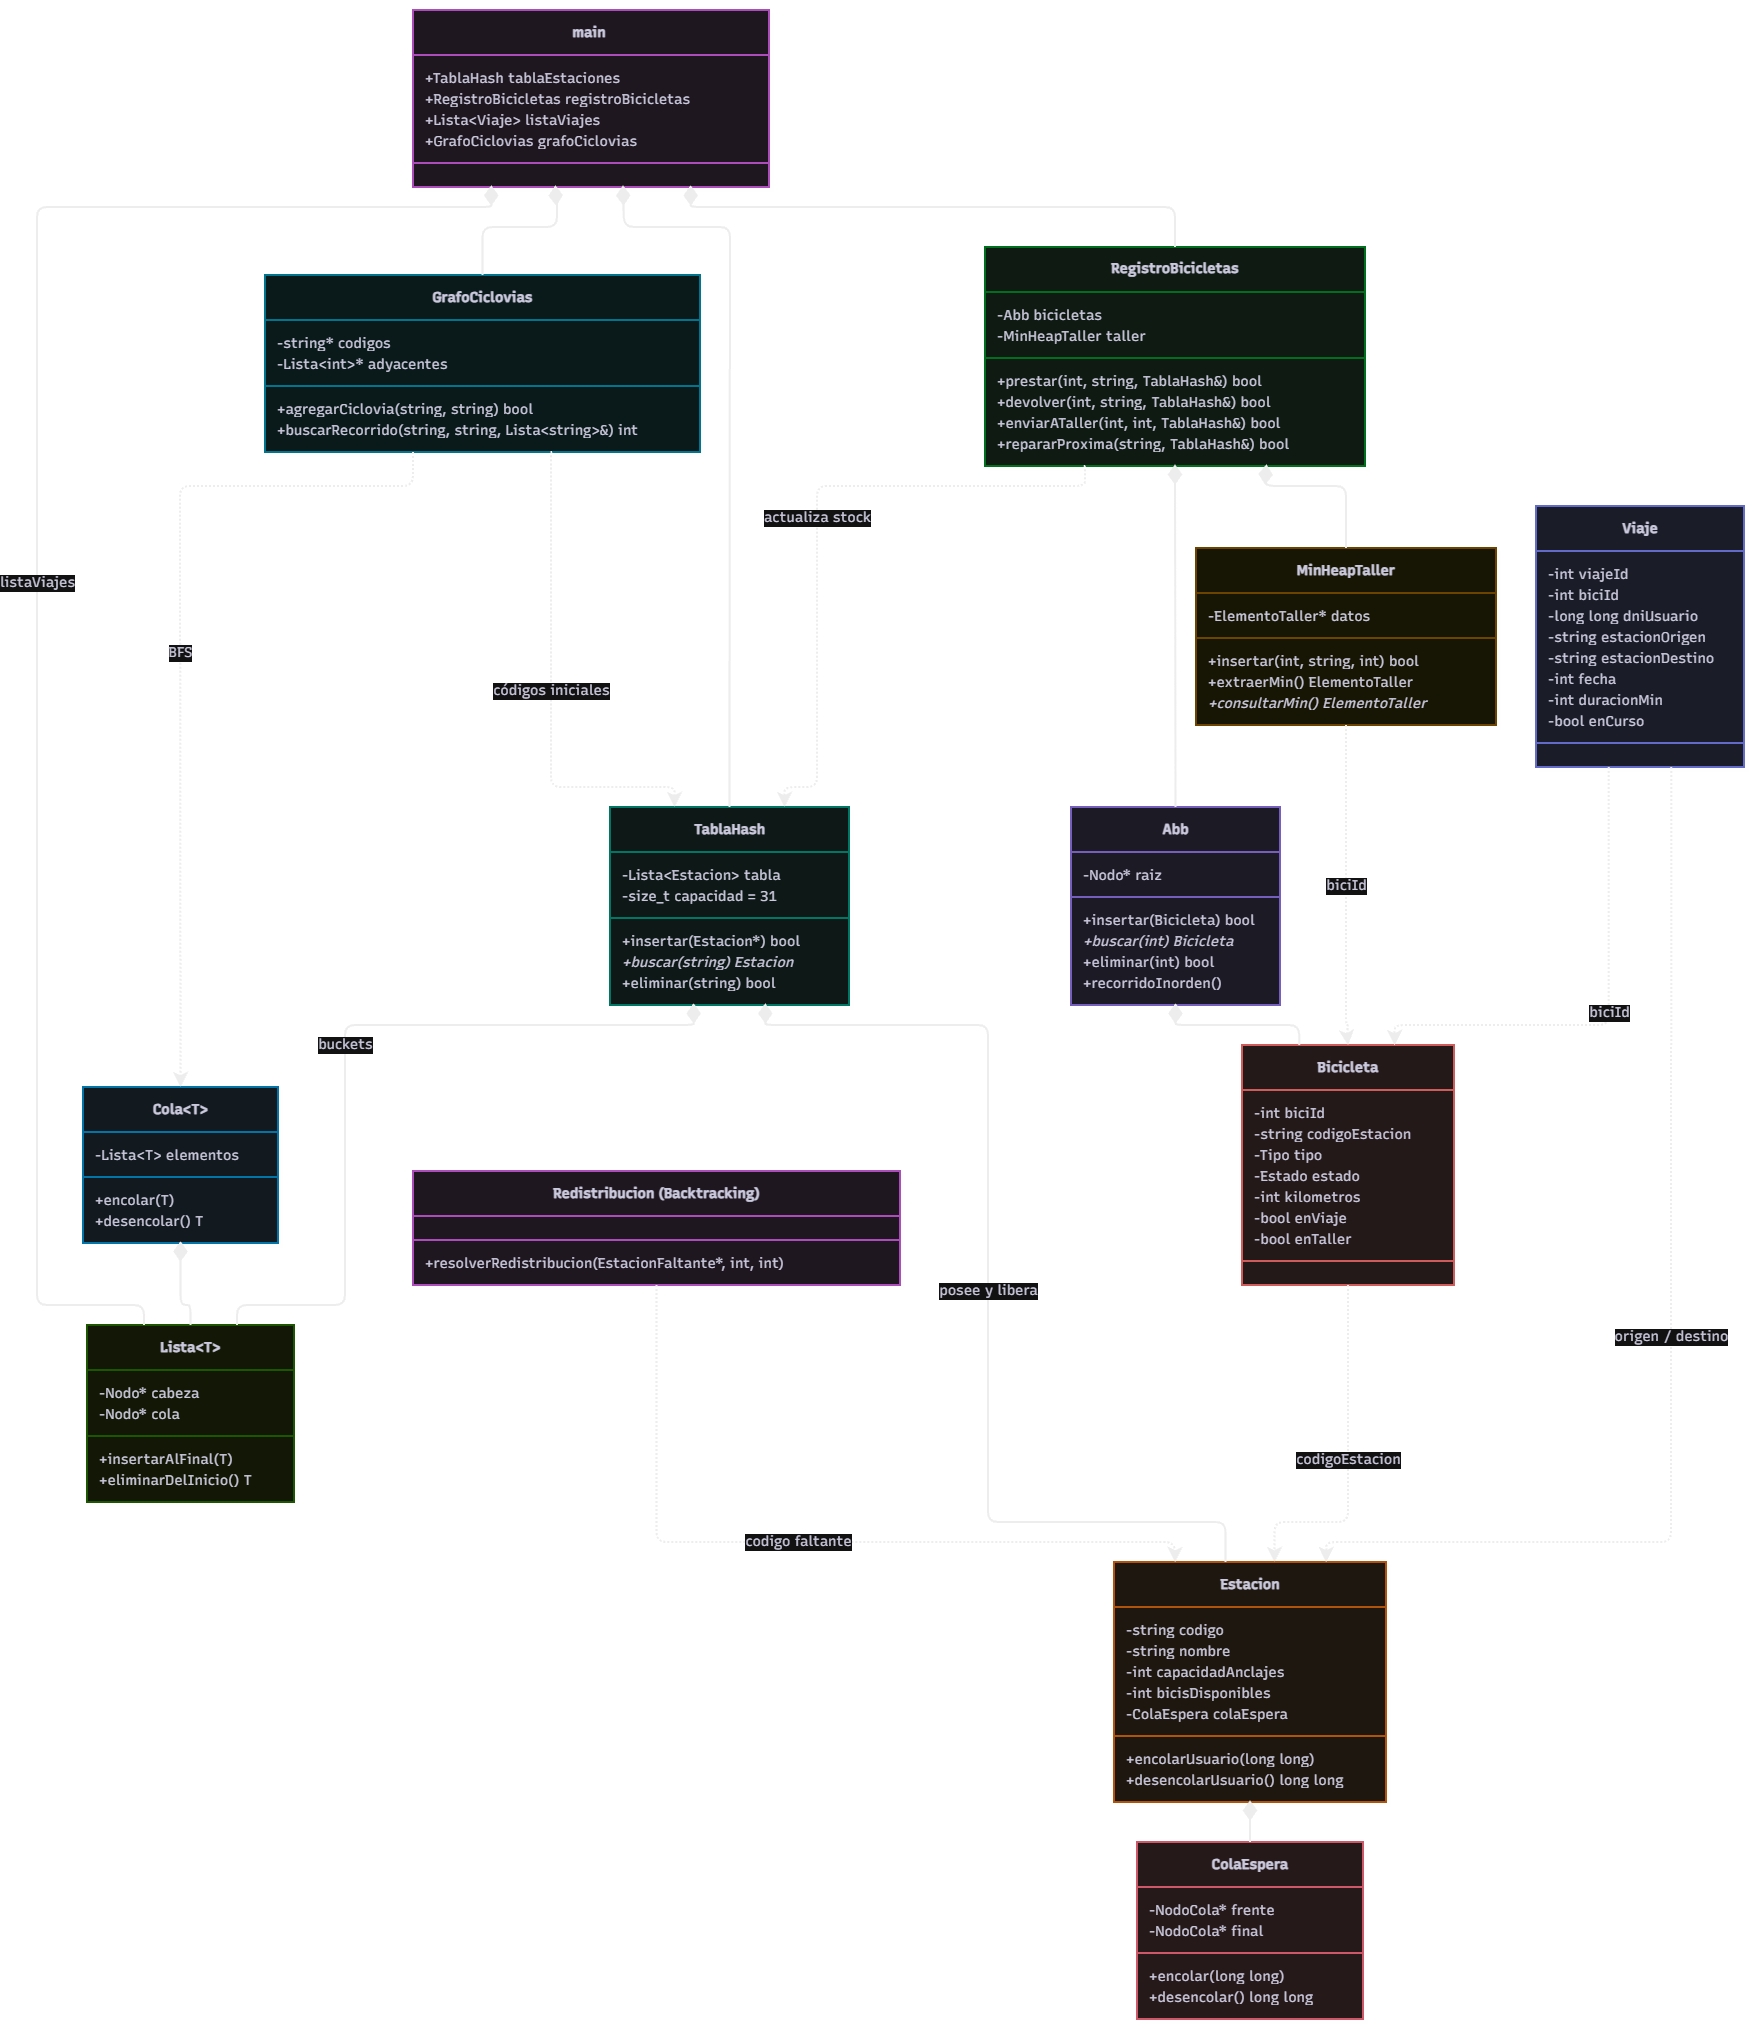 main
+TablaHash tablaEstaciones
+RegistroBicicletas registroBicicletas
+Lista<Viaje> listaViajes
+GrafoCiclovias grafoCiclovias
GrafoCiclovias
-string* codigos
-Lista<int>* adyacentes
+agregarCiclovia(string, string) bool
+buscarRecorrido(string, string, Lista<string>&) int
RegistroBicicletas
-Abb bicicletas
-MinHeapTaller taller
+prestar(int, string, TablaHash&) bool
+devolver(int, string, TablaHash&) bool
+enviarATaller(int, int, TablaHash&) bool
+repararProxima(string, TablaHash&) bool
actualiza stock
listaViajes
BFS
códigos iniciales
MinHeapTaller
-ElementoTaller* datos
+insertar(int, string, int) bool
+extraerMin() ElementoTaller
+consultarMin() ElementoTaller
Viaje
-int viajeId
-int biciId
-long long dniUsuario
-string estacionOrigen
-string estacionDestino
-int fecha
-int duracionMin
-bool enCurso
TablaHash
-Lista<Estacion> tabla
-size_t capacidad = 31
+insertar(Estacion*) bool
+buscar(string) Estacion
+eliminar(string) bool
Abb
-Nodo* raiz
+insertar(Bicicleta) bool
+buscar(int) Bicicleta
+eliminar(int) bool
+recorridoInorden()
biciId
biciId
buckets
Cola<T>
-Lista<T> elementos
+encolar(T)
+desencolar() T
Redistribucion (Backtracking)
+resolverRedistribucion(EstacionFaltante*, int, int)
Bicicleta
-int biciId
-string codigoEstacion
-Tipo tipo
-Estado estado
-int kilometros
-bool enViaje
-bool enTaller
posee y libera
origen / destino
Lista<T>
-Nodo* cabeza
-Nodo* cola
+insertarAlFinal(T)
+eliminarDelInicio() T
codigoEstacion
codigo faltante
Estacion
-string codigo
-string nombre
-int capacidadAnclajes
-int bicisDisponibles
-ColaEspera colaEspera
+encolarUsuario(long long)
+desencolarUsuario() long long
ColaEspera
-NodoCola* frente
-NodoCola* final
+encolar(long long)
+desencolar() long long